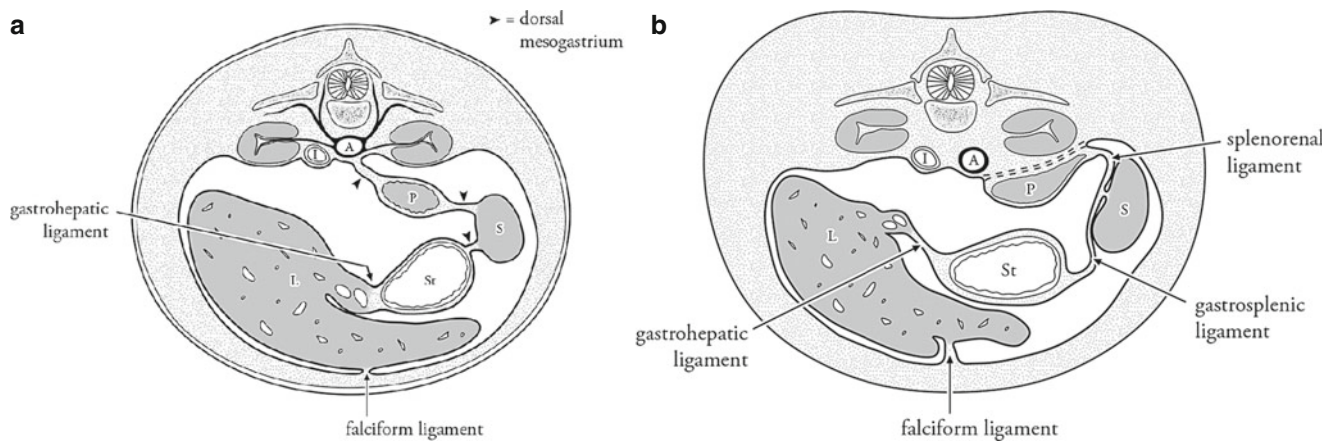 a
➤ = dorsal
mesogastrium
I
A
P
S
gastrohepatic
ligament
L
St
falciform ligament
b
I
A
P
splenorenal
ligament
S
L
St
gastrohepatic
ligament
gastrosplenic
ligament
falciform ligament